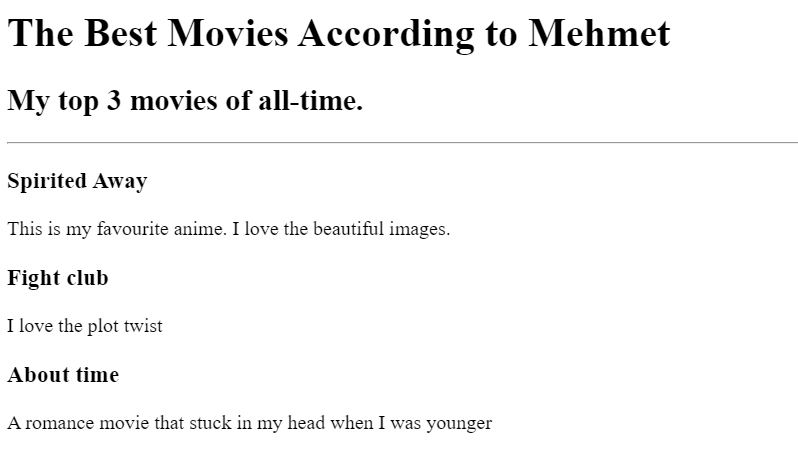 The Best Movies According to Mehmet
My top 3 movies of all-time.
Spirited Away
This is my favourite anime. I love the beautiful images.
Fight club
I love the plot twist
About time
A romance movie that stuck in my head when I was younger